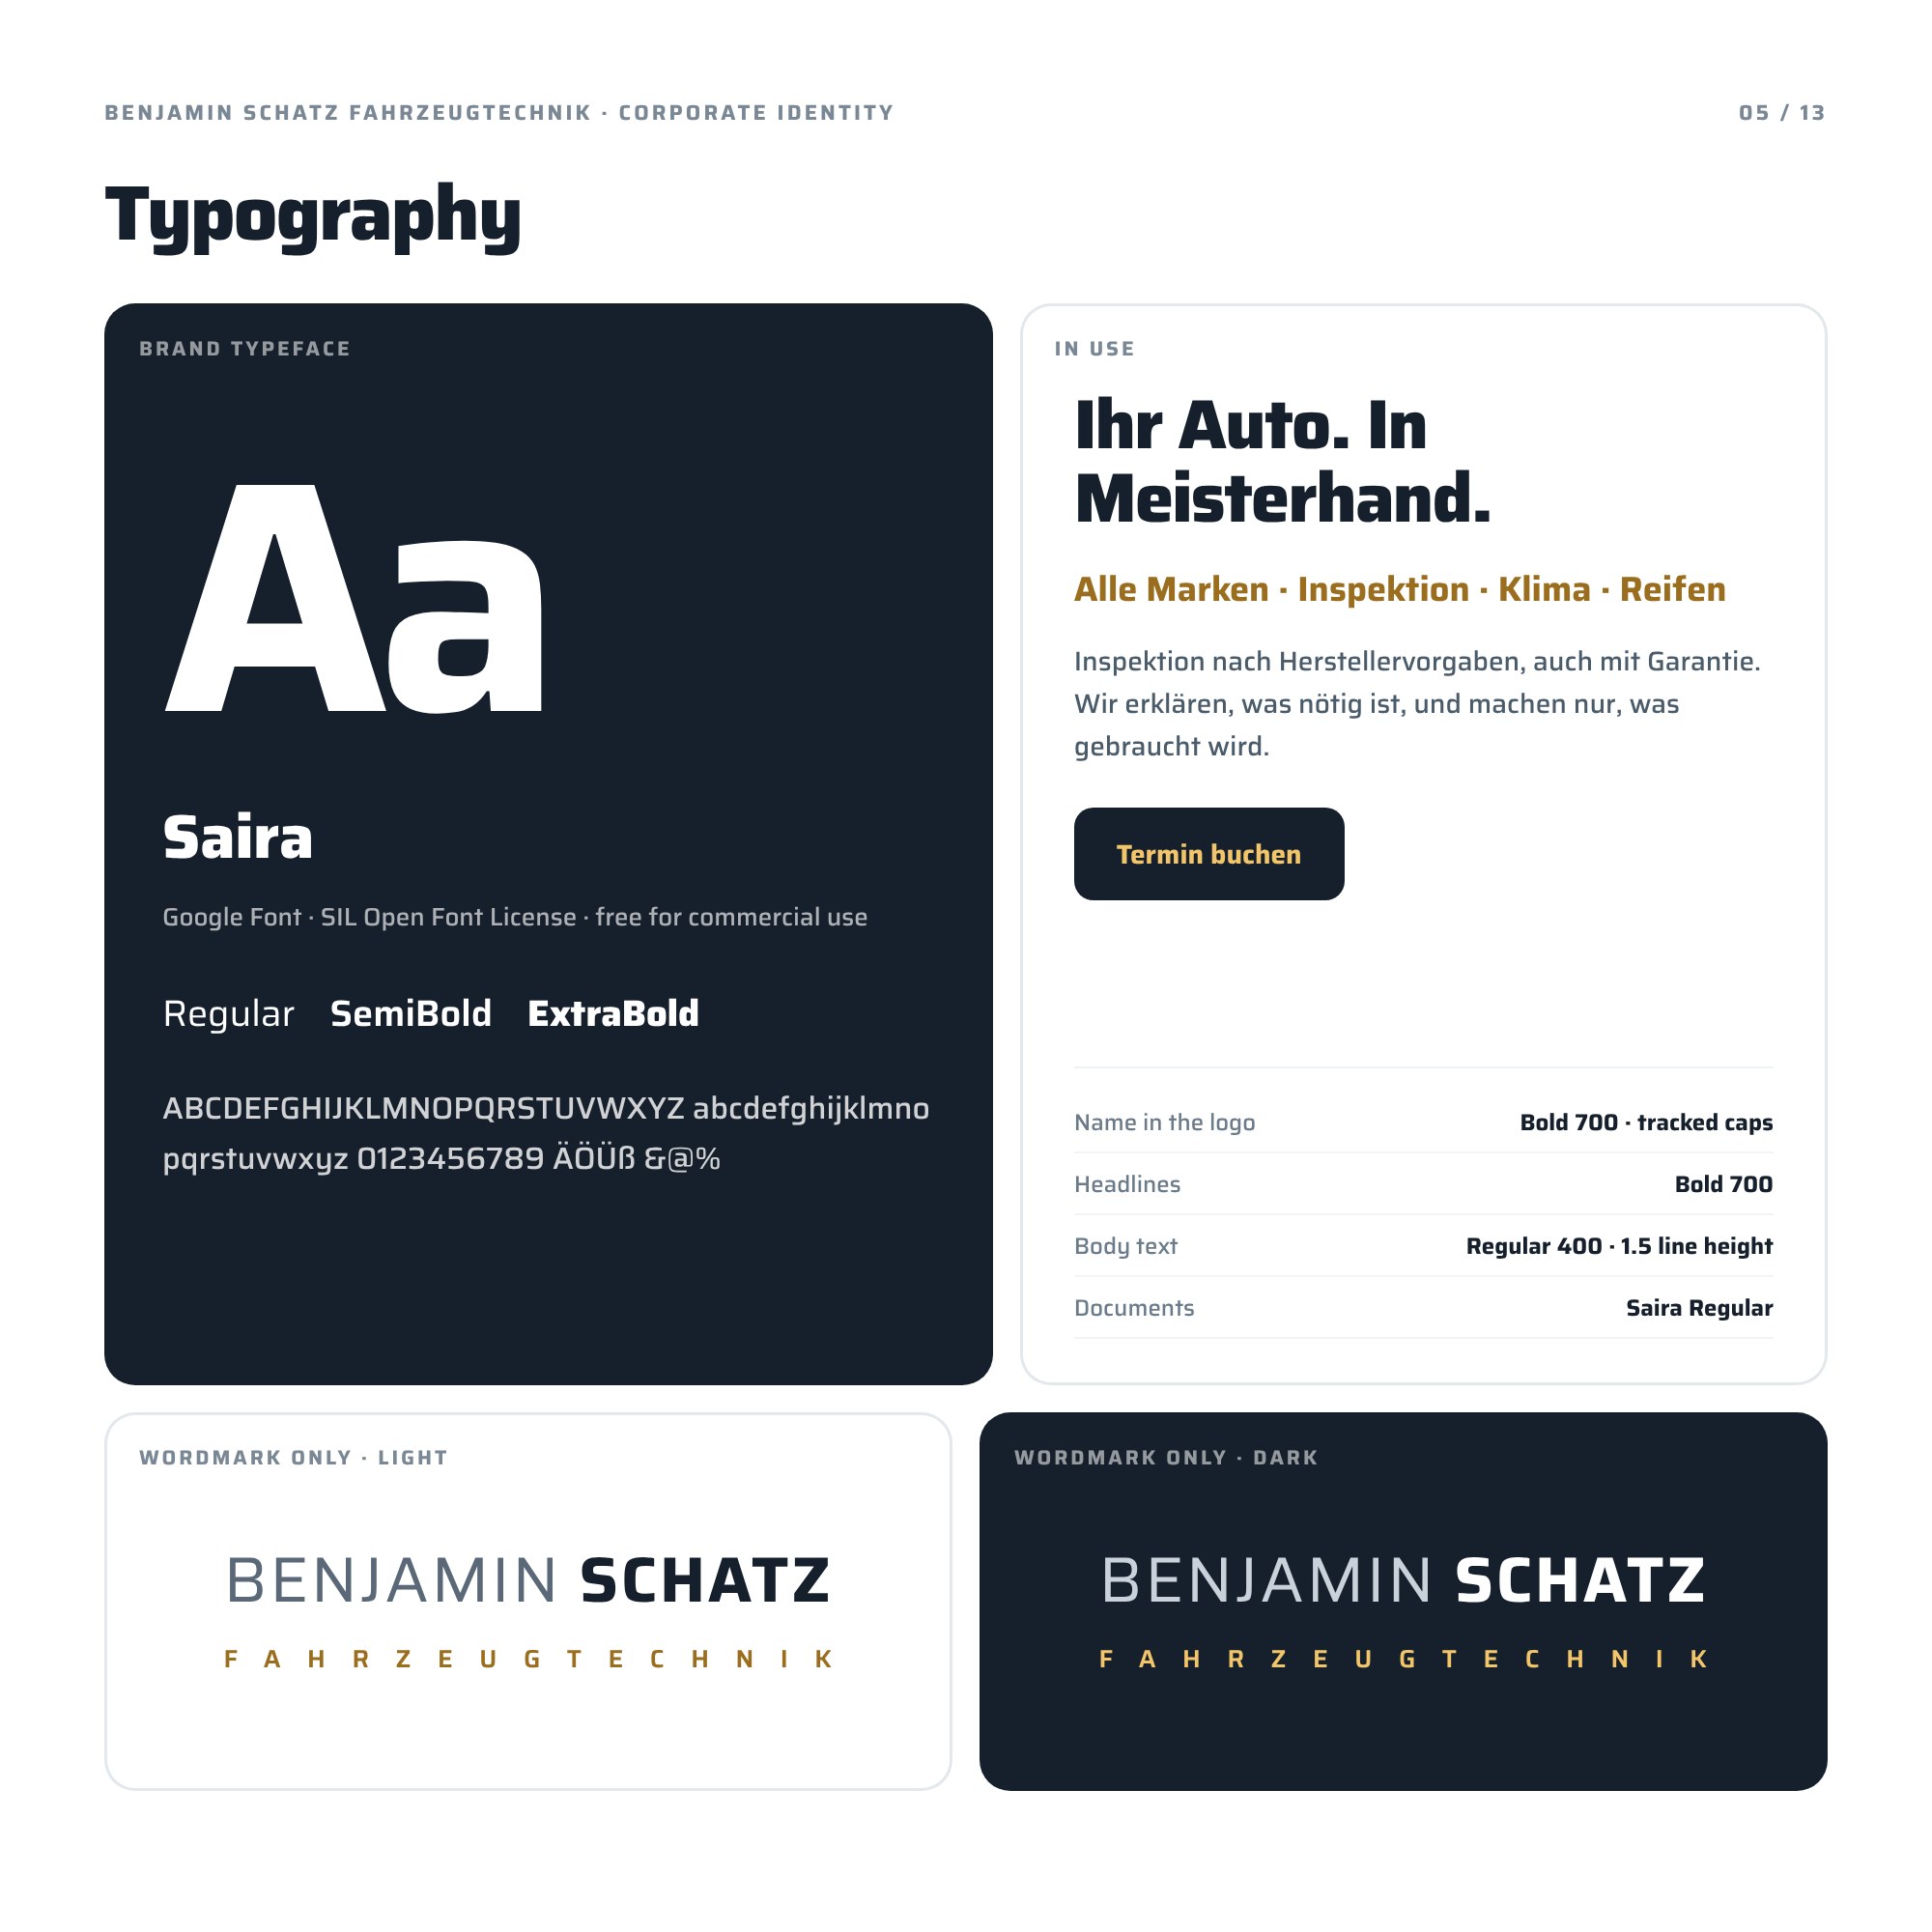 BENJAMIN SCHATZ FAHRZEUGTECHNIK · CORPORATE IDENTITY
05 / 13
Typography
BRAND TYPEFACE
Aa
Saira
Google Font · SIL Open Font License · free for commercial use
Regular SemiBold ExtraBold
ABCDEFGHIJKLMNOPQRSTUVWXYZ abcdefghijklmno
pqrstuvwxyz 0123456789 ÄÖÜß &@%
IN USE
Ihr Auto. In
Meisterhand.
Alle Marken · Inspektion · Klima · Reifen
Inspektion nach Herstellervorgaben, auch mit Garantie.
Wir erklären, was nötig ist, und machen nur, was
gebraucht wird.
Termin buchen
Name in the logo Bold 700 · tracked caps
Headlines Bold 700
Body text Regular 400 · 1.5 line height
Documents Saira Regular
WORDMARK ONLY · LIGHT
BENJAMIN SCHATZ
FAHRZEUGTECHNIK
WORDMARK ONLY · DARK
BENJAMIN SCHATZ
FAHRZEUGTECHNIK